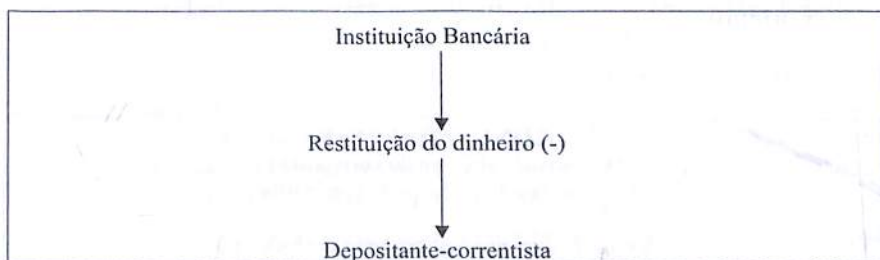 Instituição Bancária
Restituição do dinheiro (-)
Depositante-correntista